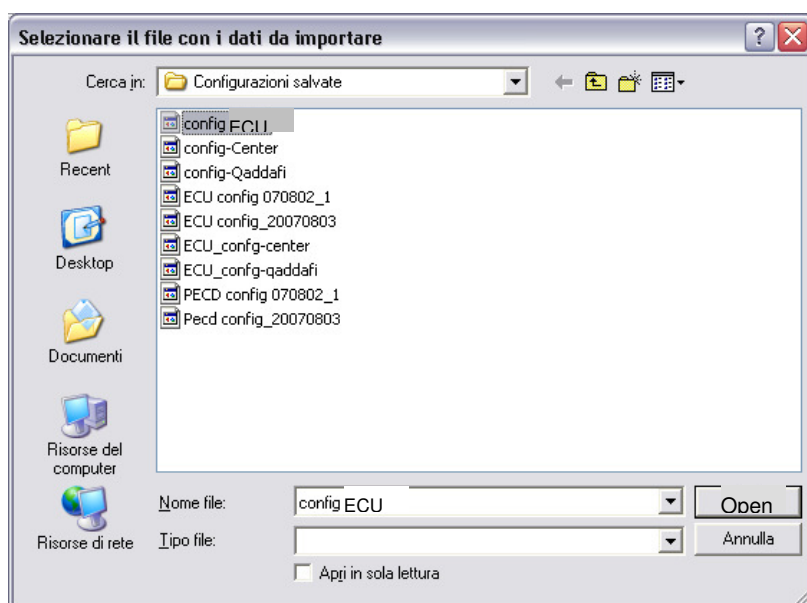 Selezionare il file con i dati da importare
Cerca in: Configurazioni salvate
config ECU
config-Center
config-Qaddafi
ECU config 070802_1
ECU config_20070803
ECU_confg-center
ECU_confg-qaddafi
PECD config 070802_1
Pecd config_20070803
Recent
Desktop
Documenti
Risorse del
computer
Risorse di rete
Nome file: config ECU Open
Tipo file: Annulla
Apri in sola lettura